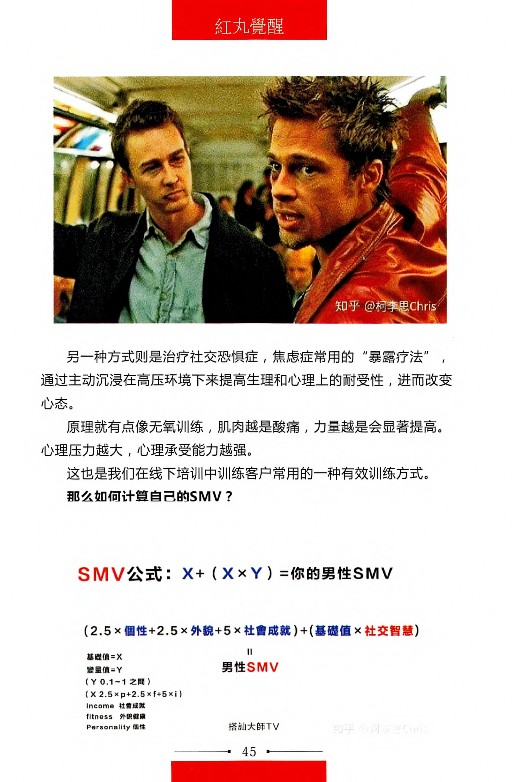 紅丸覺醒
知乎 @柯李思Chris
另一种方式则是治疗社交恐惧症，焦虑症常用的“暴露疗法”，
通过主动沉浸在高压环境下来提高生理和心理上的耐受性，进而改变
心态。
原理就有点像无氧训练，肌肉越是酸痛，力量越是会显著提高。
心理压力越大，心理承受能力越强。
这也是我们在线下培训中训练客户常用的一种有效训练方式。
那么如何计算自己的SMV？
SMV公式：X+（X×Y）=你的男性SMV
(2.5×個性+2.5×外貌+5×社會成就)+(基礎值×社交智慧)
=
男性SMV
基礎值=X
變量值=Y
(Y 0.1~1 之間)
(X 2.5×p+2.5×f+5×i)
Income 社會成就
fitness 外貌健康
Personality 個性
搭訕大師TV
知乎 @柯李思Chris
45